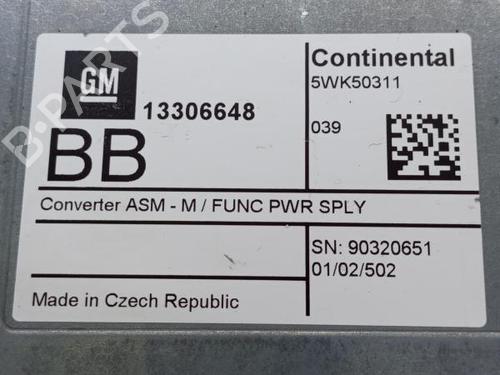 GM
13306648
BB
Continental
5WK50311
039
Converter ASM - M / FUNC PWR SPLY
SN: 90320651
01/02/502
Made in Czech Republic
B-PARTS